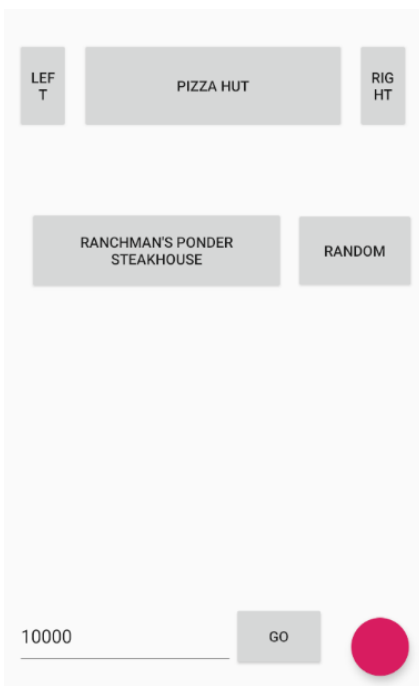 LEF
T
PIZZA HUT
RIG
HT
RANCHMAN'S PONDER
STEAKHOUSE
RANDOM
10000
GO